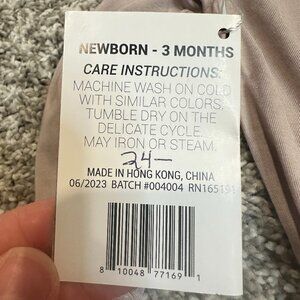 NEWBORN - 3 MONTHS
CARE INSTRUCTIONS:
MACHINE WASH ON COLD
WITH SIMILAR COLORS.
TUMBLE DRY ON THE
DELICATE CYCLE.
MAY IRON OR STEAM.
24-
MADE IN HONG KONG, CHINA
06/2023 BATCH #004004 RN165191
8 10048 77169 1